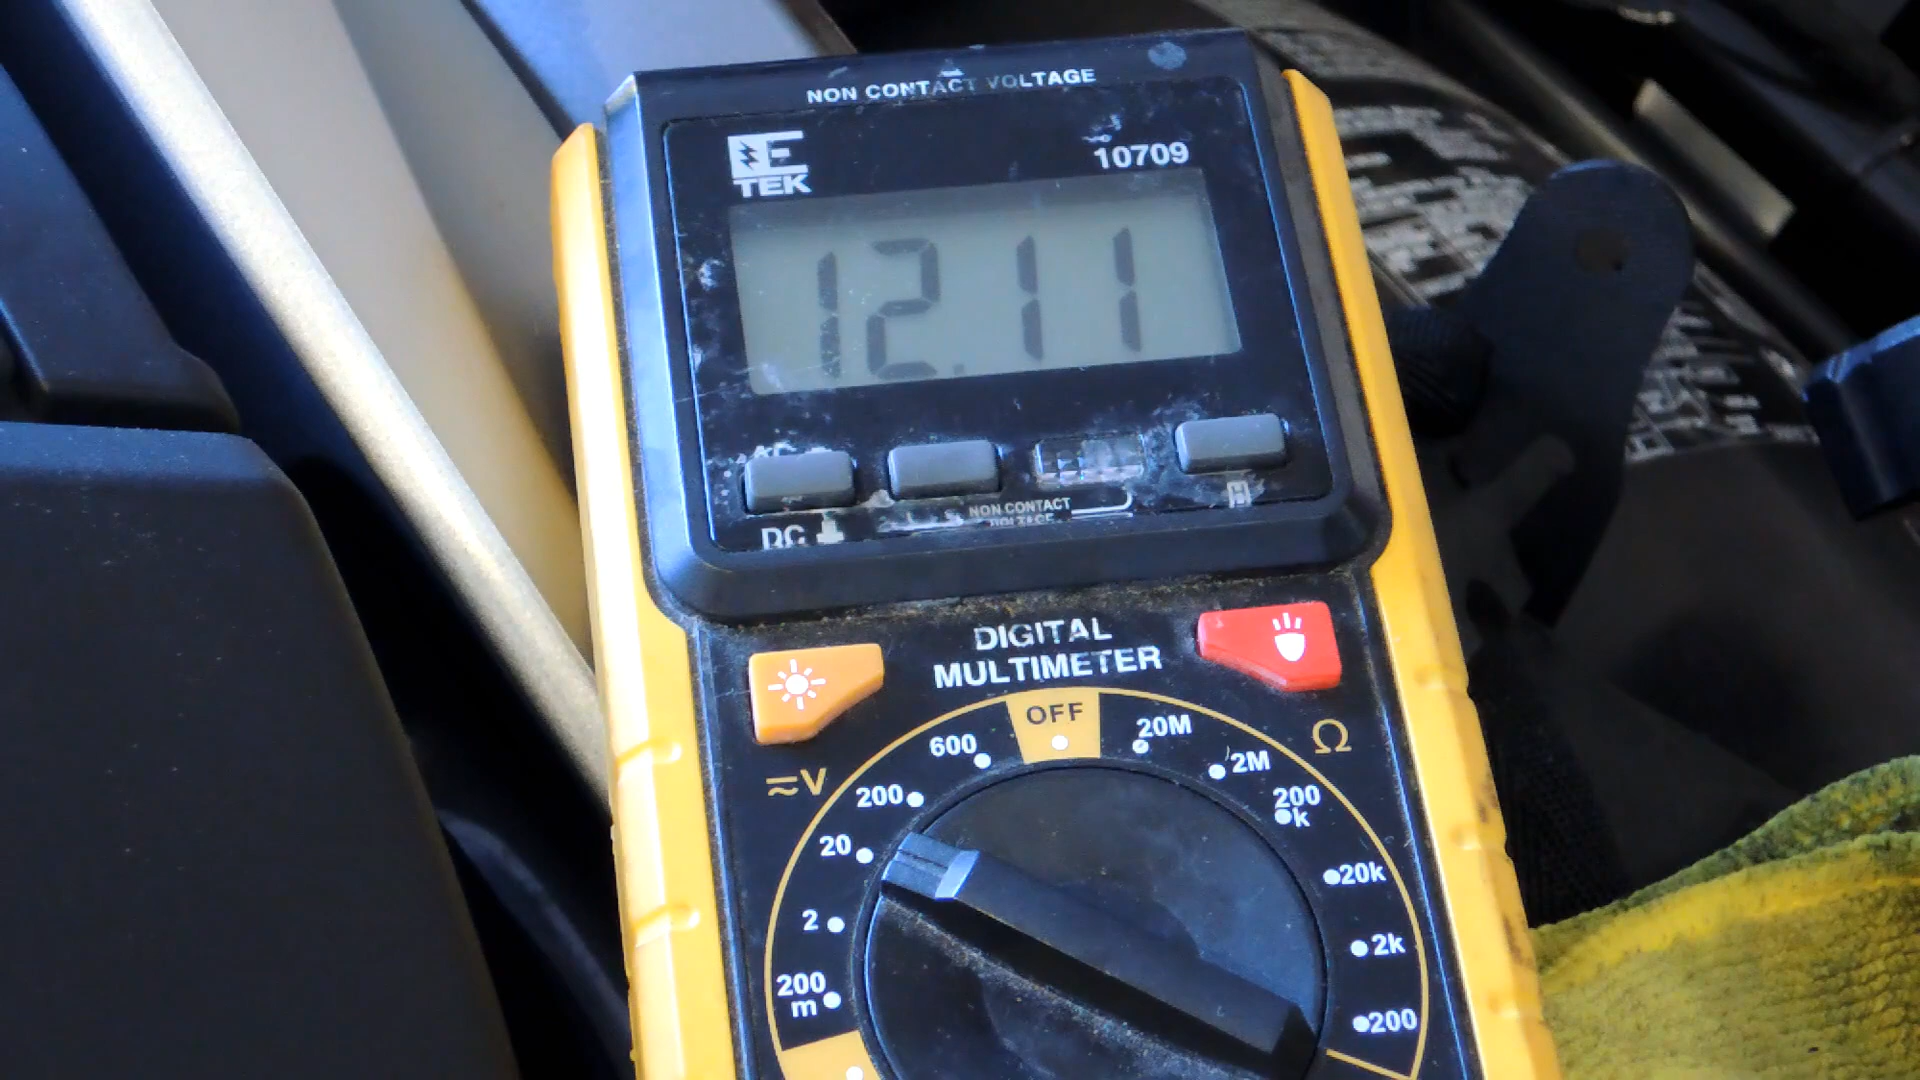 NON CONTACT VOLTAGE
E
TEK
10709
12.11
AC
DC
NON CONTACT
VOLTAGE
H
DIGITAL
MULTIMETER
OFF
600
20M
Ω
2M
≂V
200
200
k
20
20k
2
2k
200
m
200